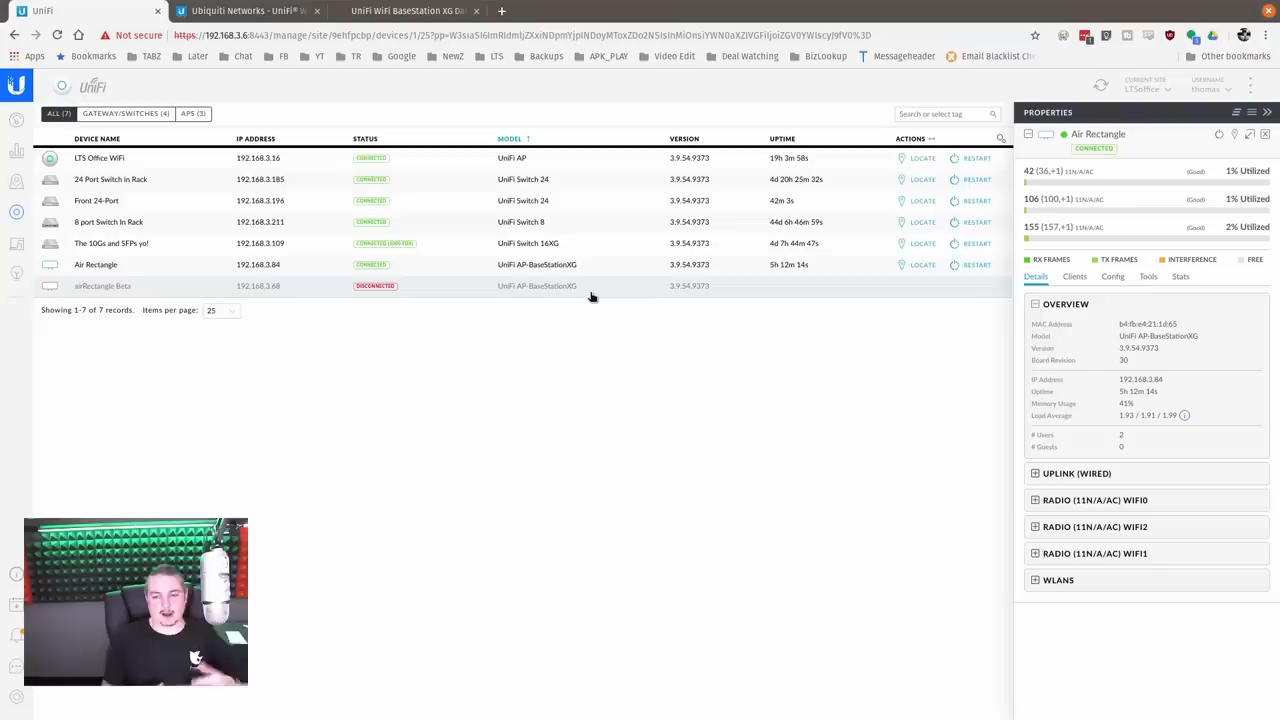 UniFi
Ubiquiti Networks - UniFi® W
UniFi WiFi BaseStation XG Da
Not secure
https://192.168.3.6:8443/manage/site/9ehfpcbp/devices/1/25?
Apps
Bookmarks
TABZ
Later
Chat
FB
YT
TR
Google
NewZ
LTS
Backups
APK_PLAY
Video Edit
Deal Watching
BizLookup
Messageheader
Email Blacklist Che
Other bookmarks
UniFi
CURRENT SITE
LTSoffice
USERNAME
thomas
ALL (7)
GATEWAY/SWITCHES (4)
APS (3)
Search or select tag
DEVICE NAME IP ADDRESS STATUS MODEL ↑ VERSION UPTIME ACTIONS
LTS Office WiFi 192.168.3.16 CONNECTED UniFi AP 3.9.54.9373 19h 3m 58s LOCATE RESTART
24 Port Switch in Rack 192.168.3.185 CONNECTED UniFi Switch 24 3.9.54.9373 4d 20h 25m 32s LOCATE RESTART
Front 24-Port 192.168.3.196 CONNECTED UniFi Switch 24 3.9.54.9373 42m 3s LOCATE RESTART
8 port Switch In Rack 192.168.3.211 CONNECTED UniFi Switch 8 3.9.54.9373 44d 6h 46m 59s LOCATE RESTART
The 10Gs and SFPs yo! 192.168.3.109 CONNECTED (1000 FDX) UniFi Switch 16XG 3.9.54.9373 4d 7h 44m 47s LOCATE RESTART
Air Rectangle 192.168.3.84 CONNECTED UniFi AP-BaseStationXG 3.9.54.9373 5h 12m 14s LOCATE RESTART
airRectangle Beta 192.168.3.68 DISCONNECTED UniFi AP-BaseStationXG 3.9.54.9373
Showing 1-7 of 7 records. Items per page: 25
PROPERTIES
Air Rectangle
CONNECTED
42 (36,+1) 11N/A/AC (Good) 1% Utilized
106 (100,+1) 11N/A/AC (Good) 1% Utilized
155 (157,+1) 11N/A/AC (Good) 2% Utilized
RX FRAMES TX FRAMES INTERFERENCE FREE
Details Clients Config Tools Stats
OVERVIEW
MAC Address b4:fb:e4:21:1d:65
Model UniFi AP-BaseStationXG
Version 3.9.54.9373
Board Revision 30
IP Address 192.168.3.84
Uptime 5h 12m 14s
Memory Usage 41%
Load Average 1.93 / 1.91 / 1.99
# Users 2
# Guests 0
UPLINK (WIRED)
RADIO (11N/A/AC) WIFI0
RADIO (11N/A/AC) WIFI2
RADIO (11N/A/AC) WIFI1
WLANS